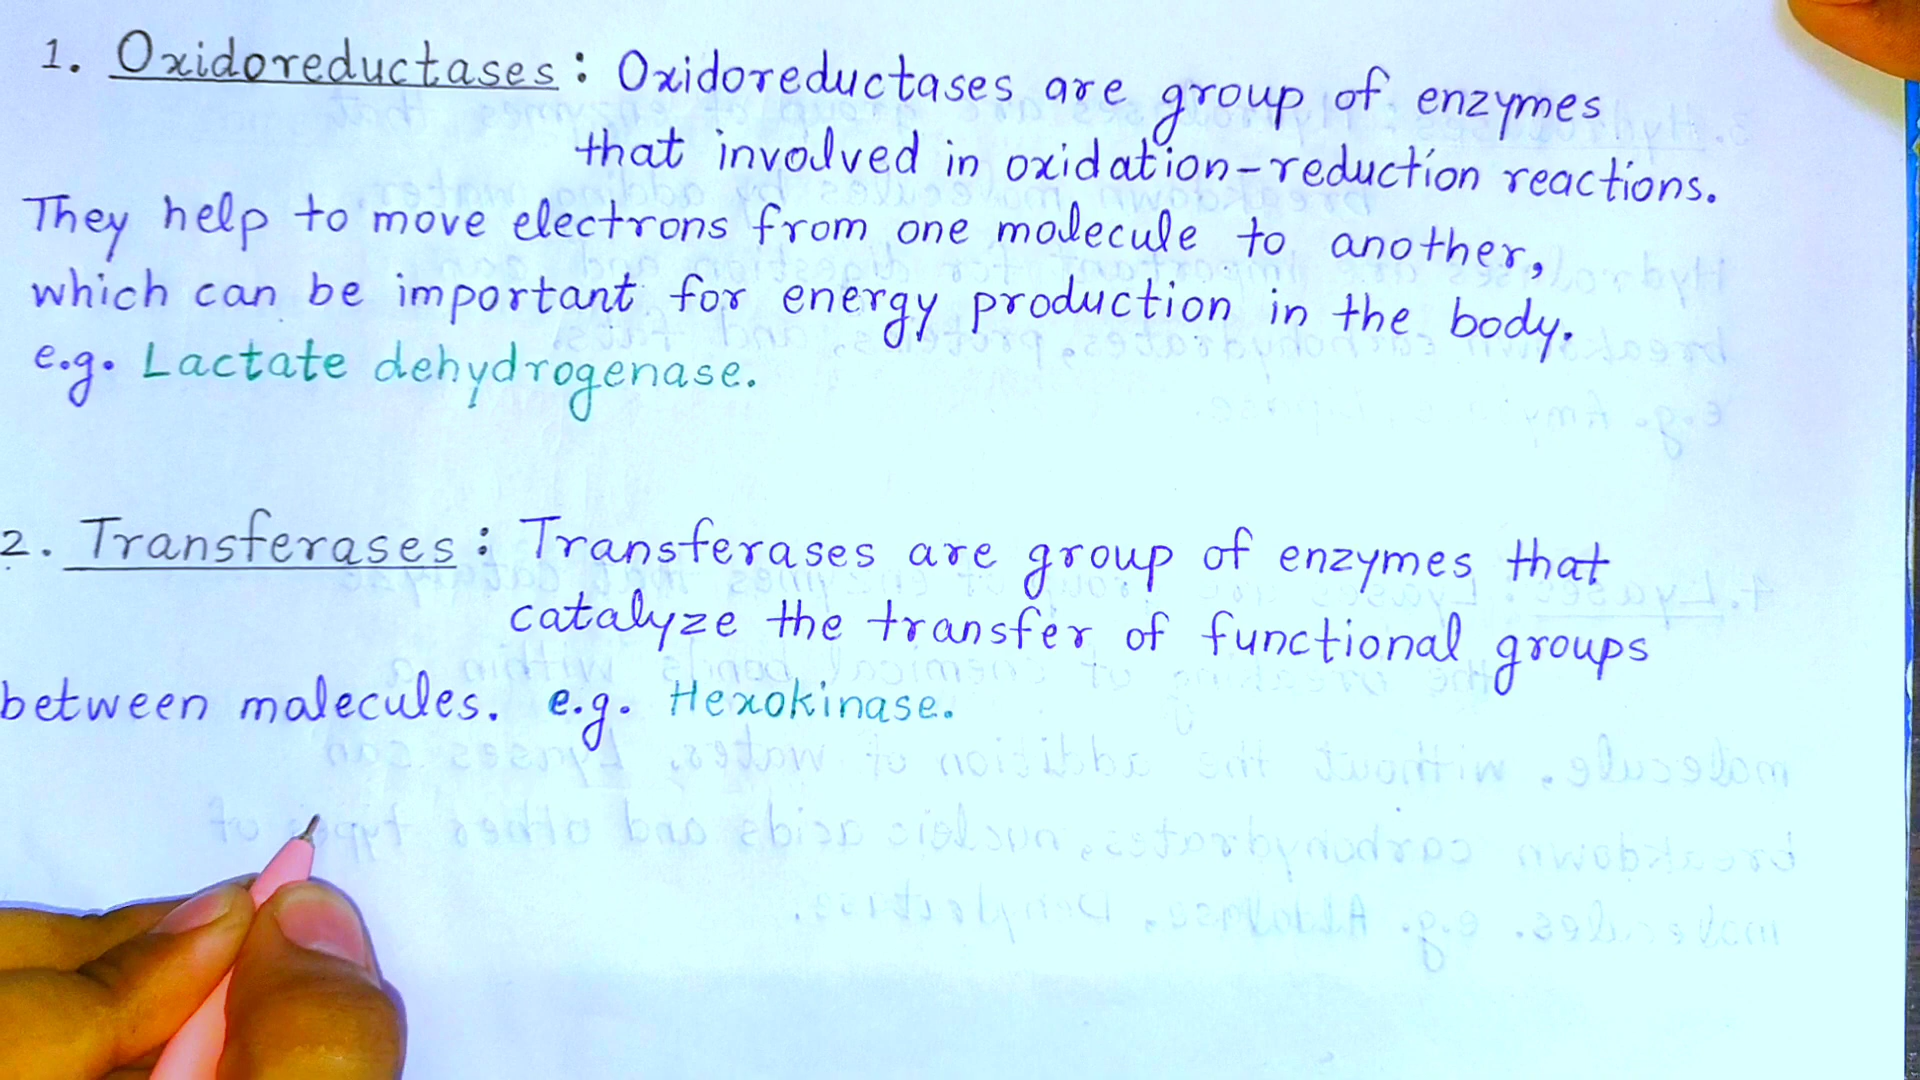 1. Oxidoreductases : Oxidoreductases are group of enzymes
that involved in oxidation-reduction reactions.
They help to move electrons from one molecule to another,
which can be important for energy production in the body.
e.g. Lactate dehydrogenase.
2. Transferases : Transferases are group of enzymes that
catalyze the transfer of functional groups
between molecules. e.g. Hexokinase.